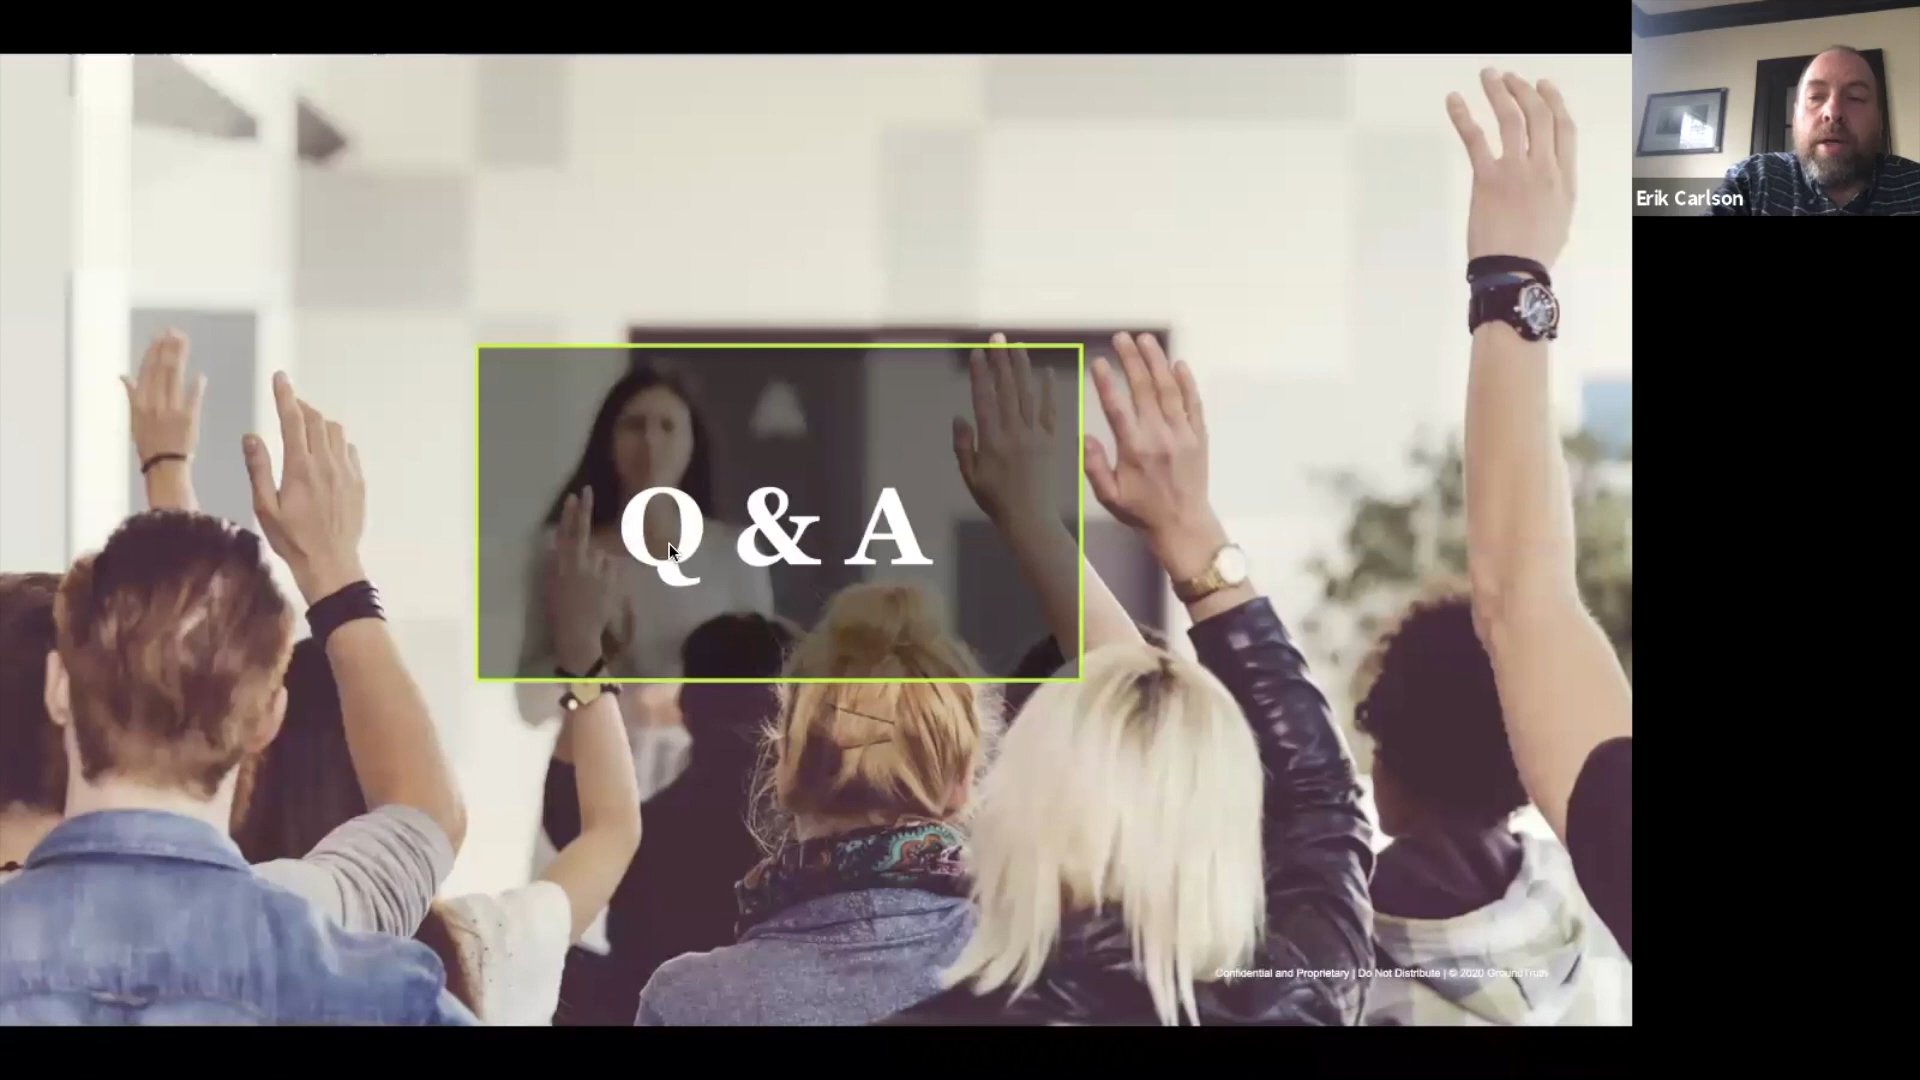 Q & A
Erik Carlson
Confidential and Proprietary | Do Not Distribute | © 2020 GroundTruth